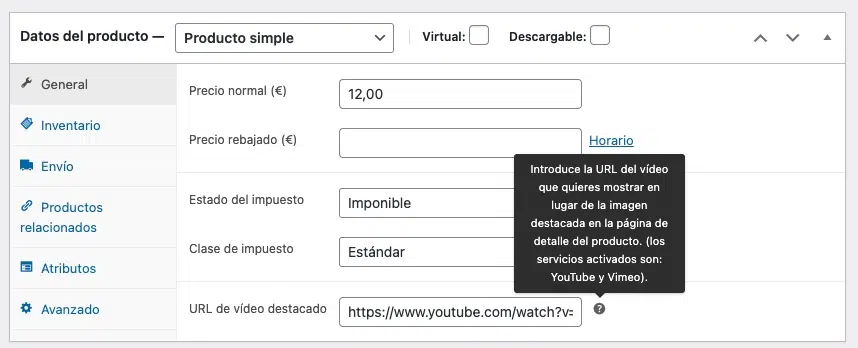 Datos del producto — Producto simple Virtual: Descargable:
General
Inventario
Envío
Productos
relacionados
Atributos
Avanzado
Precio normal (€) 12,00
Precio rebajado (€) Horario
Estado del impuesto Imponible
Clase de impuesto Estándar
Introduce la URL del vídeo
que quieres mostrar en
lugar de la imagen
destacada en la página de
detalle del producto. (los
servicios activados son:
YouTube y Vimeo).
URL de vídeo destacado https://www.youtube.com/watch?v= ?